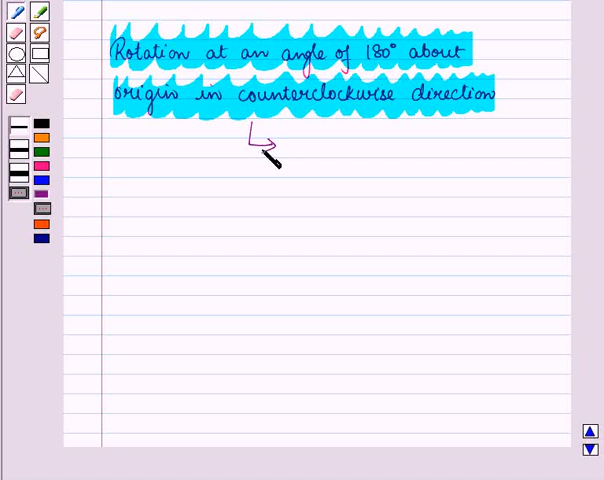 Rotation at an angle of 180° about
origin in counterclockwise direction